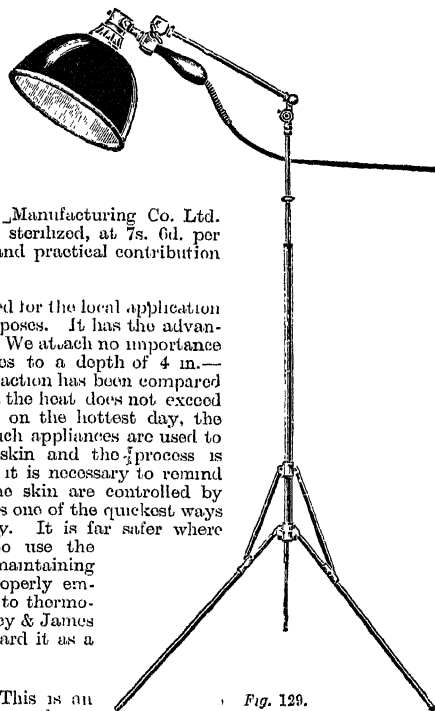 Manufacturing Co. Ltd.
sterilized, at 7s. 6d. per
and practical contribution
ed for the local application
poses. It has the advan-
We attach no importance
es to a depth of 4 in.—
action has been compared
the heat does not exceed
on the hottest day, the
ch appliances are used to
skin and the process is
it is necessary to remind
e skin are controlled by
s one of the quickest ways
y. It is far safer where
o use the
maintaining
operly em-
to thermo-
ey & James
ard it as a
This is an
Fig. 129.